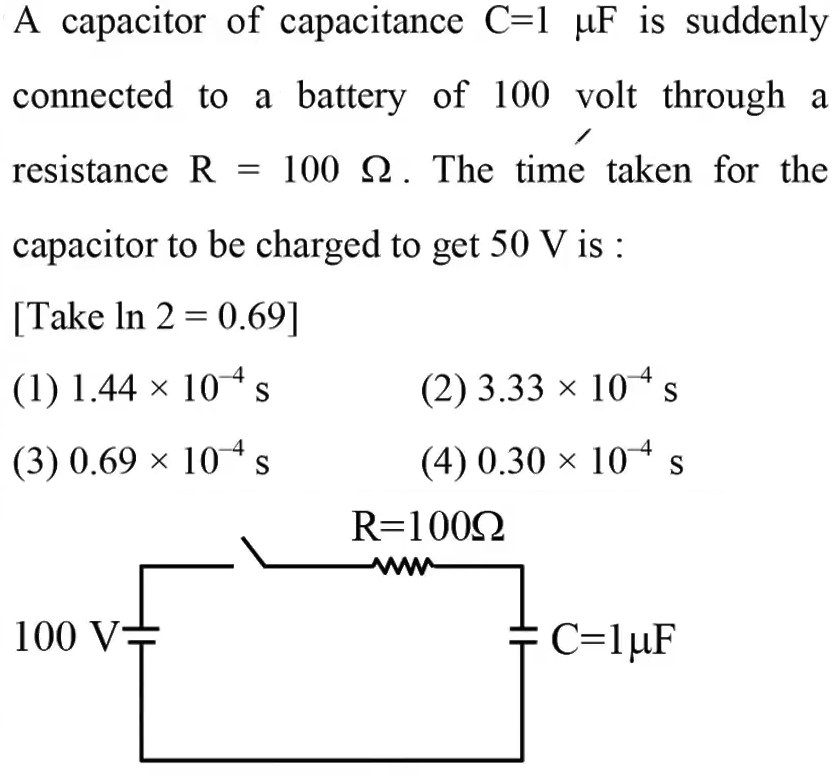 A capacitor of capacitance C=1 μF is suddenly
connected to a battery of 100 volt through a
resistance R = 100 Ω. The time taken for the
capacitor to be charged to get 50 V is :
[Take ln 2 = 0.69]
(1) 1.44 × 10⁻⁴ s (2) 3.33 × 10⁻⁴ s
(3) 0.69 × 10⁻⁴ s (4) 0.30 × 10⁻⁴ s
R=100Ω
100 V C=1μF